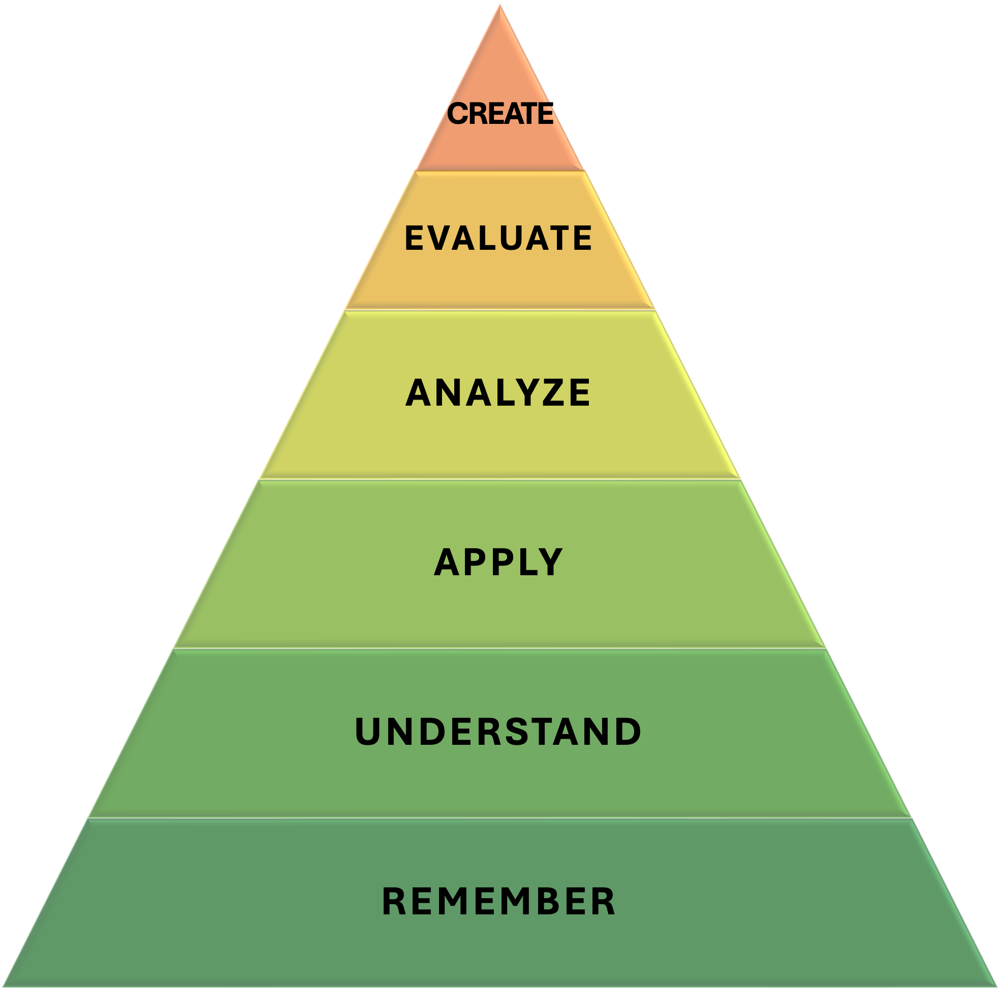 CREATE
EVALUATE
ANALYZE
APPLY
UNDERSTAND
REMEMBER